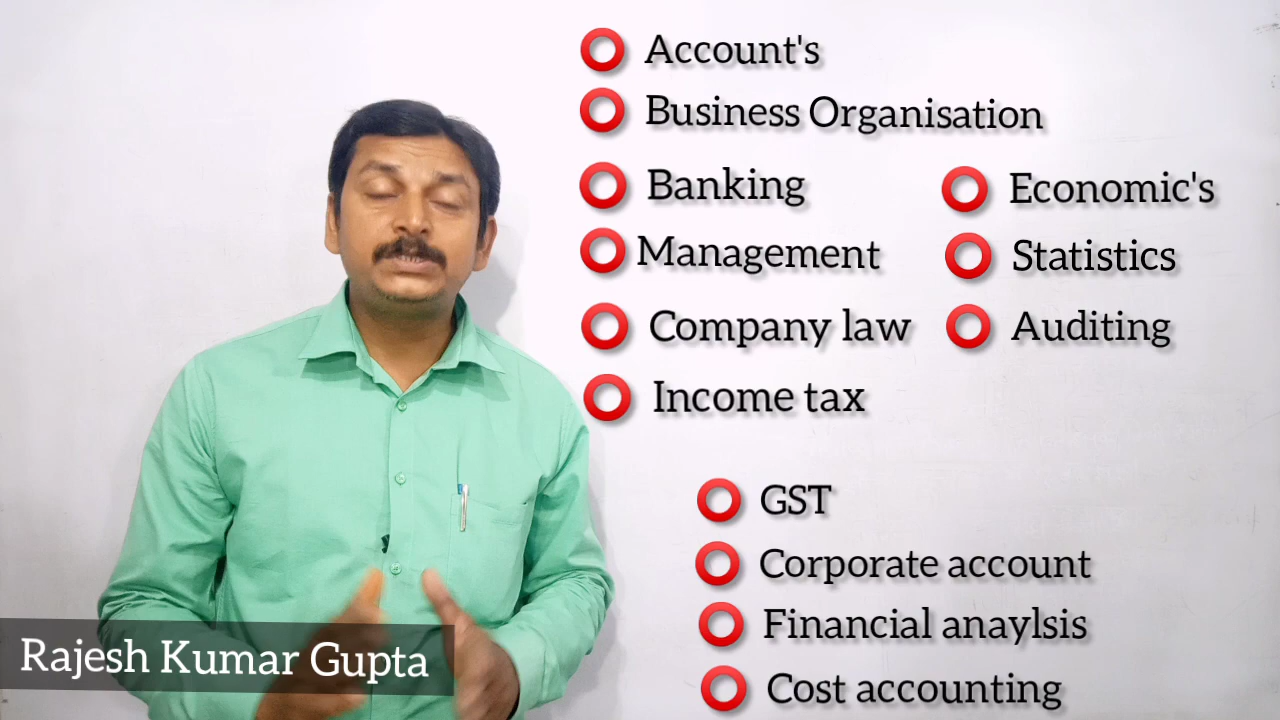 Account's
Business Organisation
Banking
Economic's
Management
Statistics
Company law
Auditing
Income tax
GST
Corporate account
Financial anaylsis
Cost accounting
Rajesh Kumar Gupta